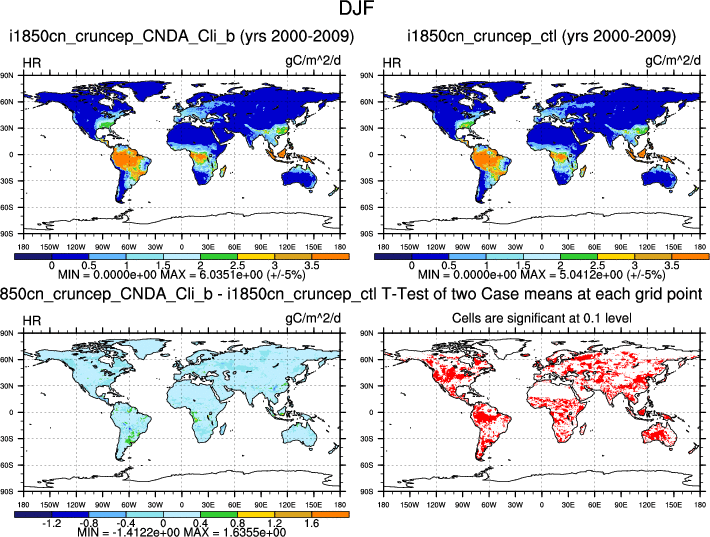 DJF
i1850cn_cruncep_CNDA_Cli_b (yrs 2000-2009)
HR gC/m^2/d
90N
60N
30N
0
30S
60S
90S
180 150W 120W 90W 60W 30W 0 30E 60E 90E 120E 150E 180
0 0.5 1 1.5 2 2.5 3 3.5
MIN = 0.0000e+00 MAX = 6.0351e+00 (+/-5%)
i1850cn_cruncep_ctl (yrs 2000-2009)
HR gC/m^2/d
90N
60N
30N
0
30S
60S
90S
180 150W 120W 90W 60W 30W 0 30E 60E 90E 120E 150E 180
0 0.5 1 1.5 2 2.5 3 3.5
MIN = 0.0000e+00 MAX = 5.0412e+00 (+/-5%)
850cn_cruncep_CNDA_Cli_b - i1850cn_cruncep_ctl
HR gC/m^2/d
90N
60N
30N
0
30S
60S
90S
180 150W 120W 90W 60W 30W 0 30E 60E 90E 120E 150E 180
-1.2 -0.8 -0.4 0 0.4 0.8 1.2 1.6
MIN = -1.4122e+00 MAX = 1.6355e+00
T-Test of two Case means at each grid point
Cells are significant at 0.1 level
90N
60N
30N
0
30S
60S
90S
180 150W 120W 90W 60W 30W 0 30E 60E 90E 120E 150E 180